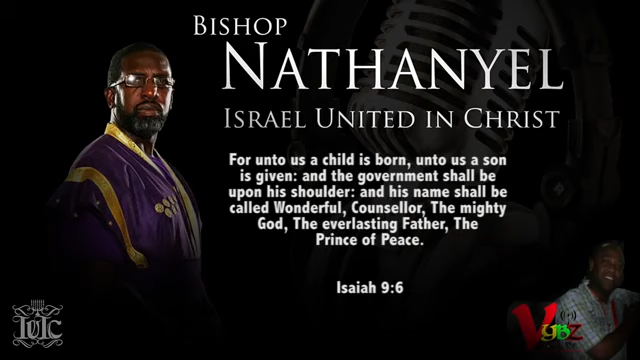 BISHOP
NATHANYEL
ISRAEL UNITED IN CHRIST
For unto us a child is born, unto us a son
is given: and the government shall be
upon his shoulder: and his name shall be
called Wonderful, Counsellor, The mighty
God, The everlasting Father, The
Prince of Peace.
Isaiah 9:6
IUIC
VYBZ